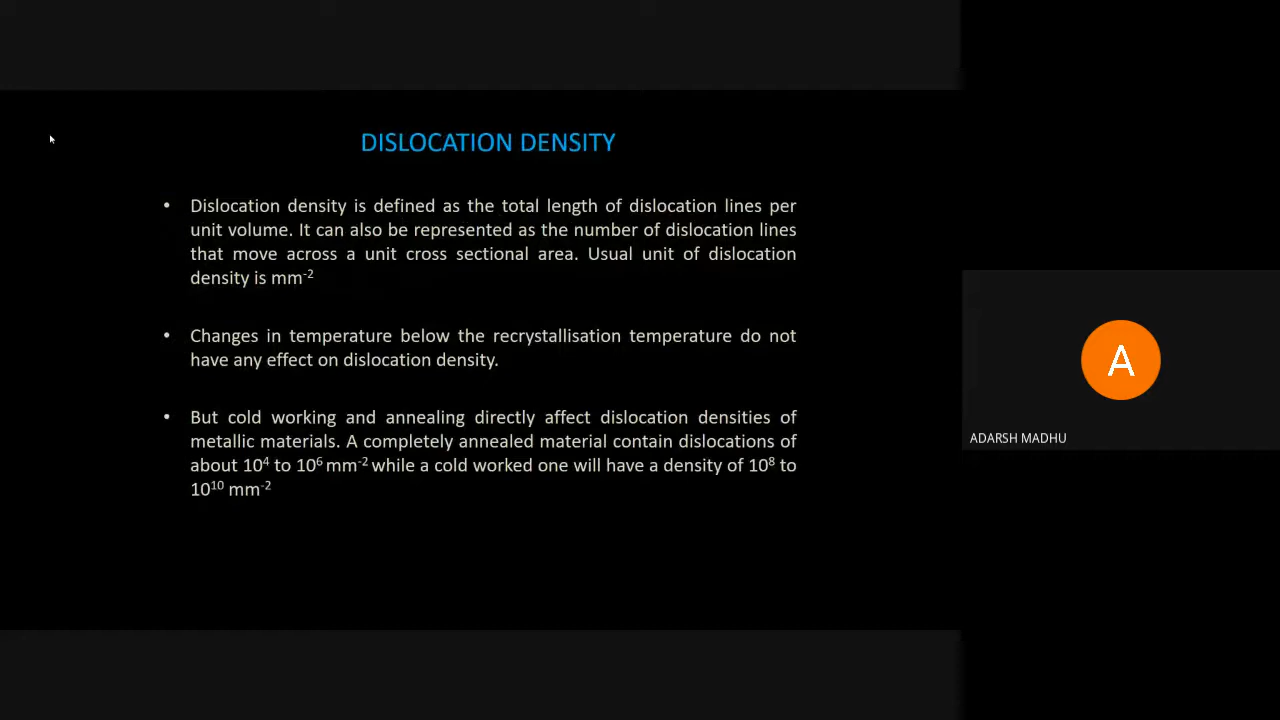 DISLOCATION DENSITY
• Dislocation density is defined as the total length of dislocation lines per
unit volume. It can also be represented as the number of dislocation lines
that move across a unit cross sectional area. Usual unit of dislocation
density is mm⁻²
• Changes in temperature below the recrystallisation temperature do not
have any effect on dislocation density.
• But cold working and annealing directly affect dislocation densities of
metallic materials. A completely annealed material contain dislocations of
about 10⁴ to 10⁶ mm⁻² while a cold worked one will have a density of 10⁸ to
10¹⁰ mm⁻²
A
ADARSH MADHU